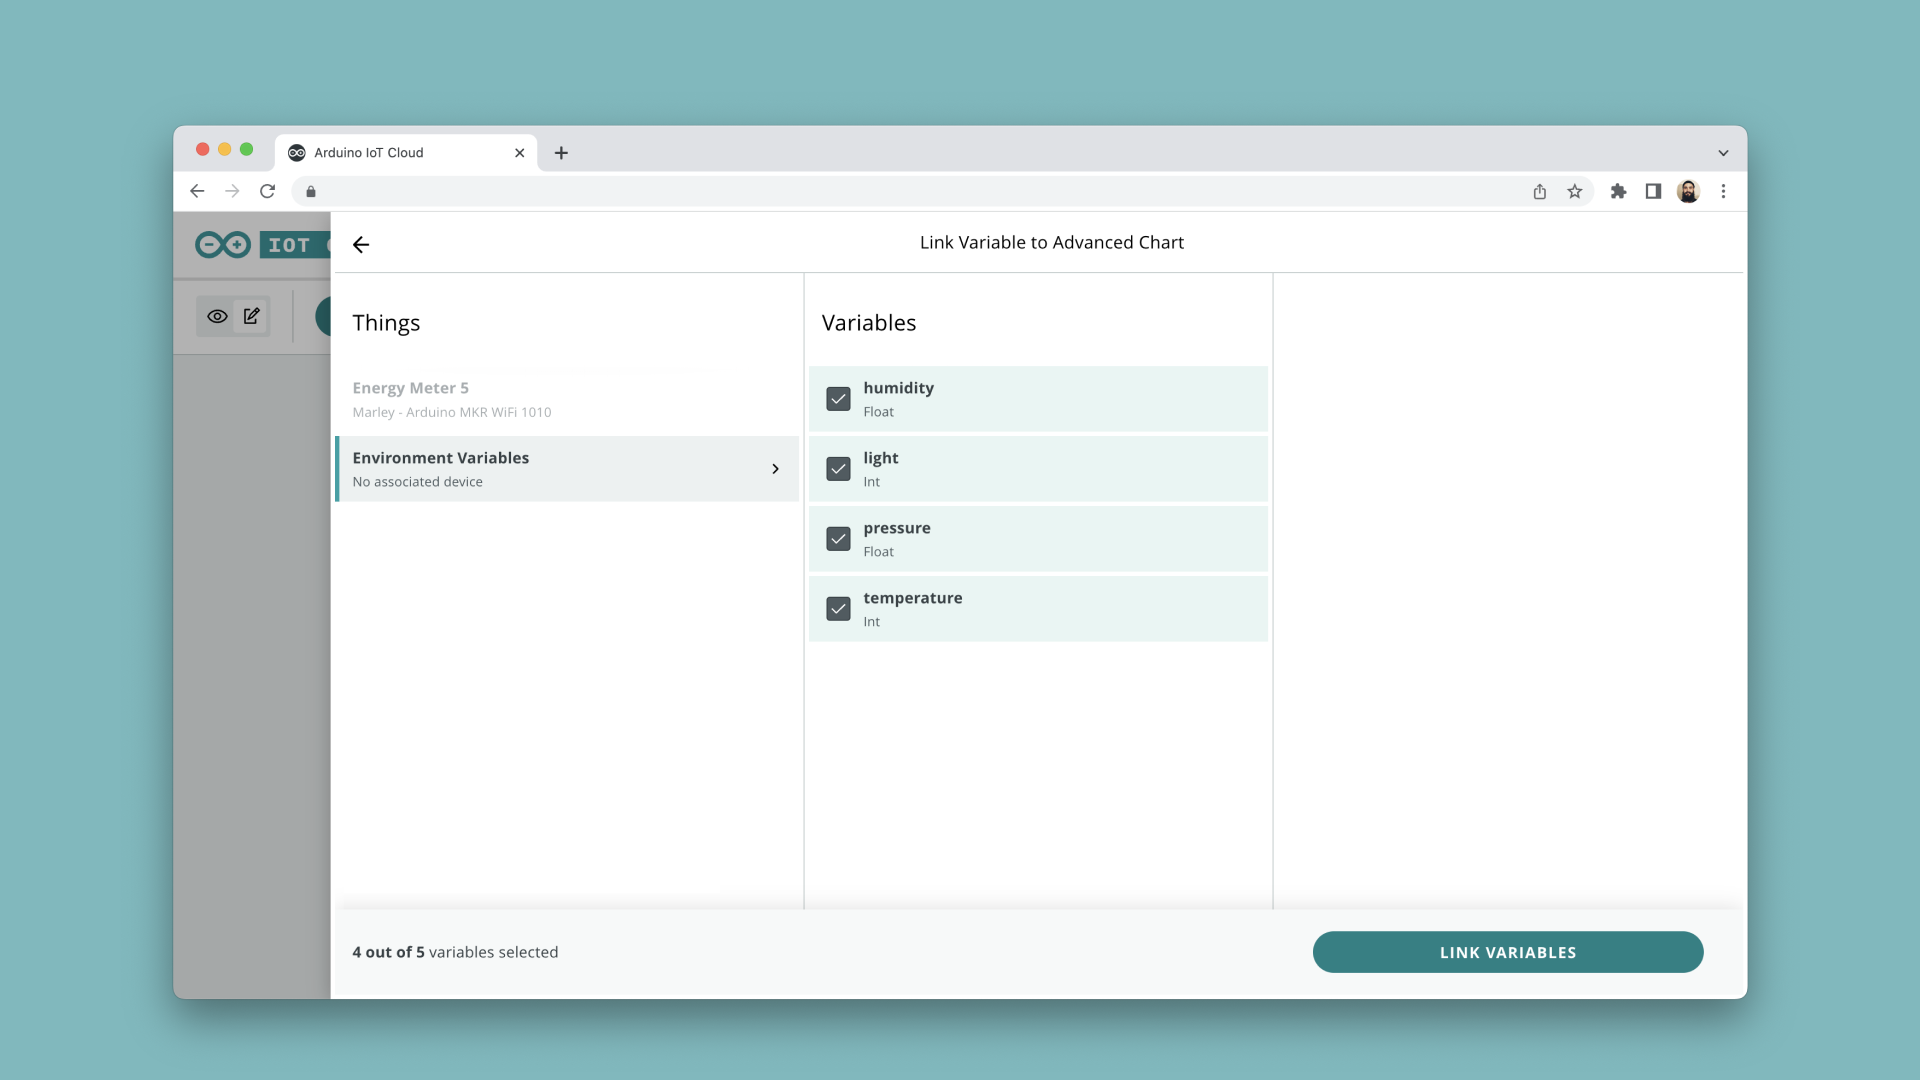 Arduino IoT Cloud
IOT
Link Variable to Advanced Chart
Things
Energy Meter 5
Marley - Arduino MKR WiFi 1010
Environment Variables
No associated device
Variables
humidity
Float
light
Int
pressure
Float
temperature
Int
4 out of 5 variables selected
LINK VARIABLES